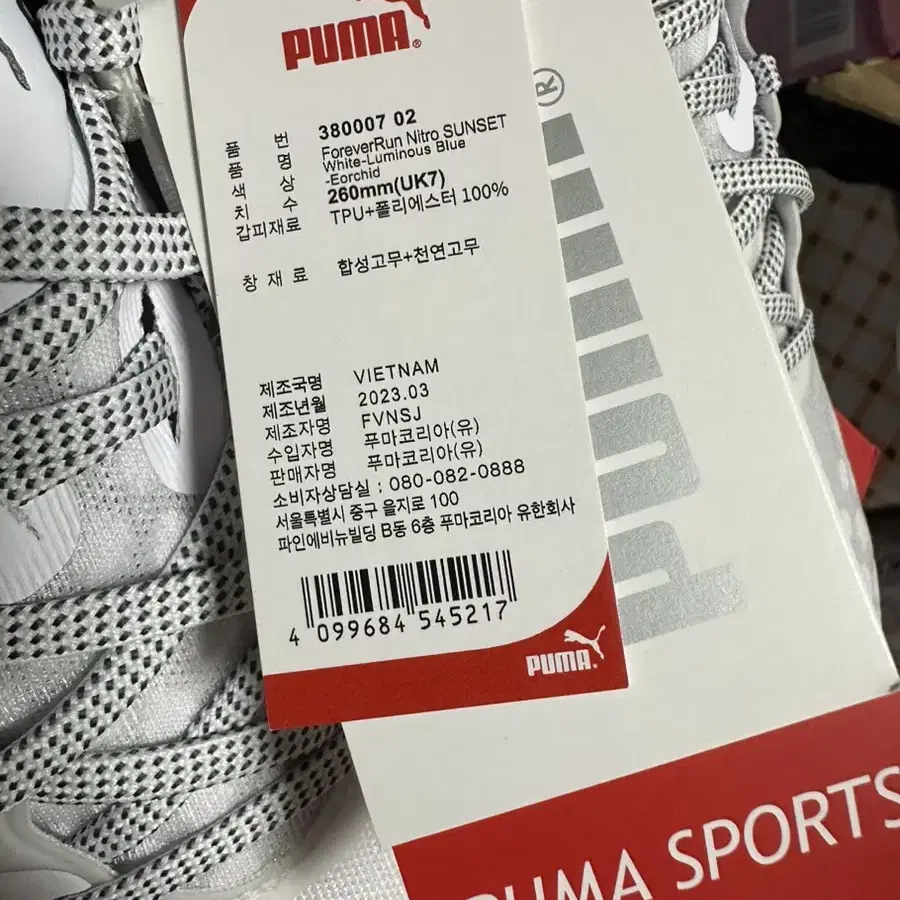 PUMA®
품 번 380007 02
품 명 ForeverRun Nitro SUNSET
색 상 White-Luminous Blue
-Eorchid
치 수 260mm(UK7)
갑피재료 TPU+폴리에스터 100%
창 재 료 합성고무+천연고무
제조국명 VIETNAM
제조년월 2023.03
제조자명 FVNSJ
수입자명 푸마코리아(유)
판매자명 푸마코리아(유)
소비자상담실 : 080-082-0888
서울특별시 중구 을지로 100
파인에비뉴빌딩 B동 6층 푸마코리아 유한회사
4 099684 545217
PUMA®
®
PUMA SPORTS